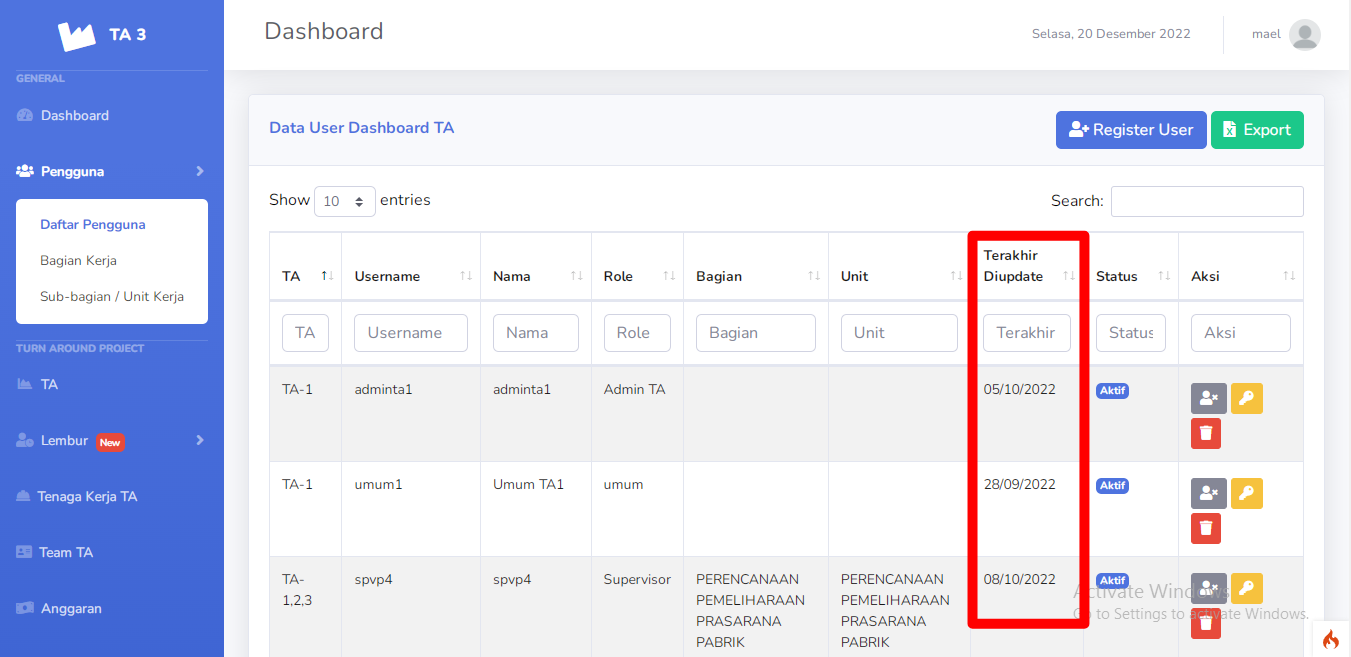 TA 3
Dashboard
Selasa, 20 Desember 2022
mael
GENERAL
Dashboard
Pengguna
Daftar Pengguna
Bagian Kerja
Sub-bagian / Unit Kerja
TURN AROUND PROJECT
TA
Lembur New
Tenaga Kerja TA
Team TA
Anggaran
Data User Dashboard TA
Register User
Export
Show 10 entries
Search:
TA Username Nama Role Bagian Unit Terakhir Diupdate Status Aksi
TA Username Nama Role Bagian Unit Terakhir Status Aksi
TA-1 adminta1 adminta1 Admin TA 05/10/2022 Aktif
TA-1 umum1 Umum TA1 umum 28/09/2022 Aktif
TA- spvp4 spvp4 Supervisor PERENCANAAN PERENCANAAN 08/10/2022 Aktif
1,2,3 PEMELIHARAAN PEMELIHARAAN
PRASARANA PRASARANA
PABRIK PABRIK
Activate Windows
Go to Settings to activate Windows.